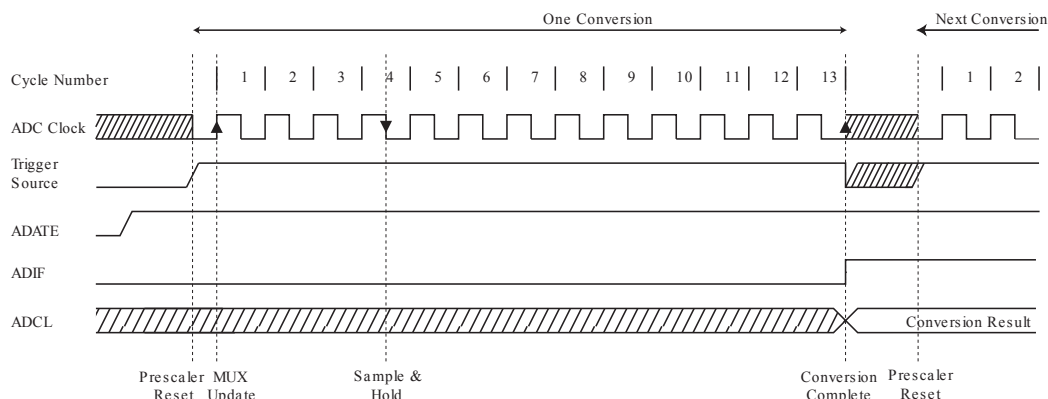 One Conversion Next Conversion
Cycle Number 1 2 3 4 5 6 7 8 9 10 11 12 13 1 2
ADC Clock
Trigger
Source
ADATE
ADIF
ADCL Conversion Result
Prescaler MUX Sample & Conversion Prescaler
Reset Update Hold Complete Reset